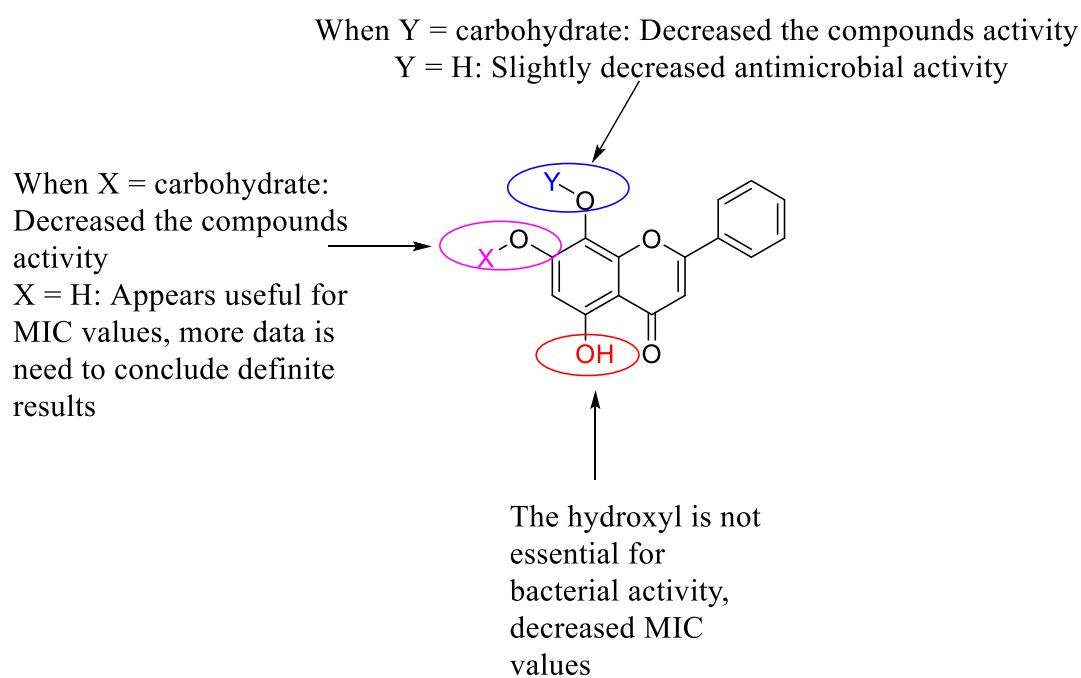 When Y = carbohydrate: Decreased the compounds activity
Y = H: Slightly decreased antimicrobial activity
When X = carbohydrate:
Decreased the compounds
activity
X = H: Appears useful for
MIC values, more data is
need to conclude definite
results
Y
O
O
X
O
OH
O
The hydroxyl is not
essential for
bacterial activity,
decreased MIC
values